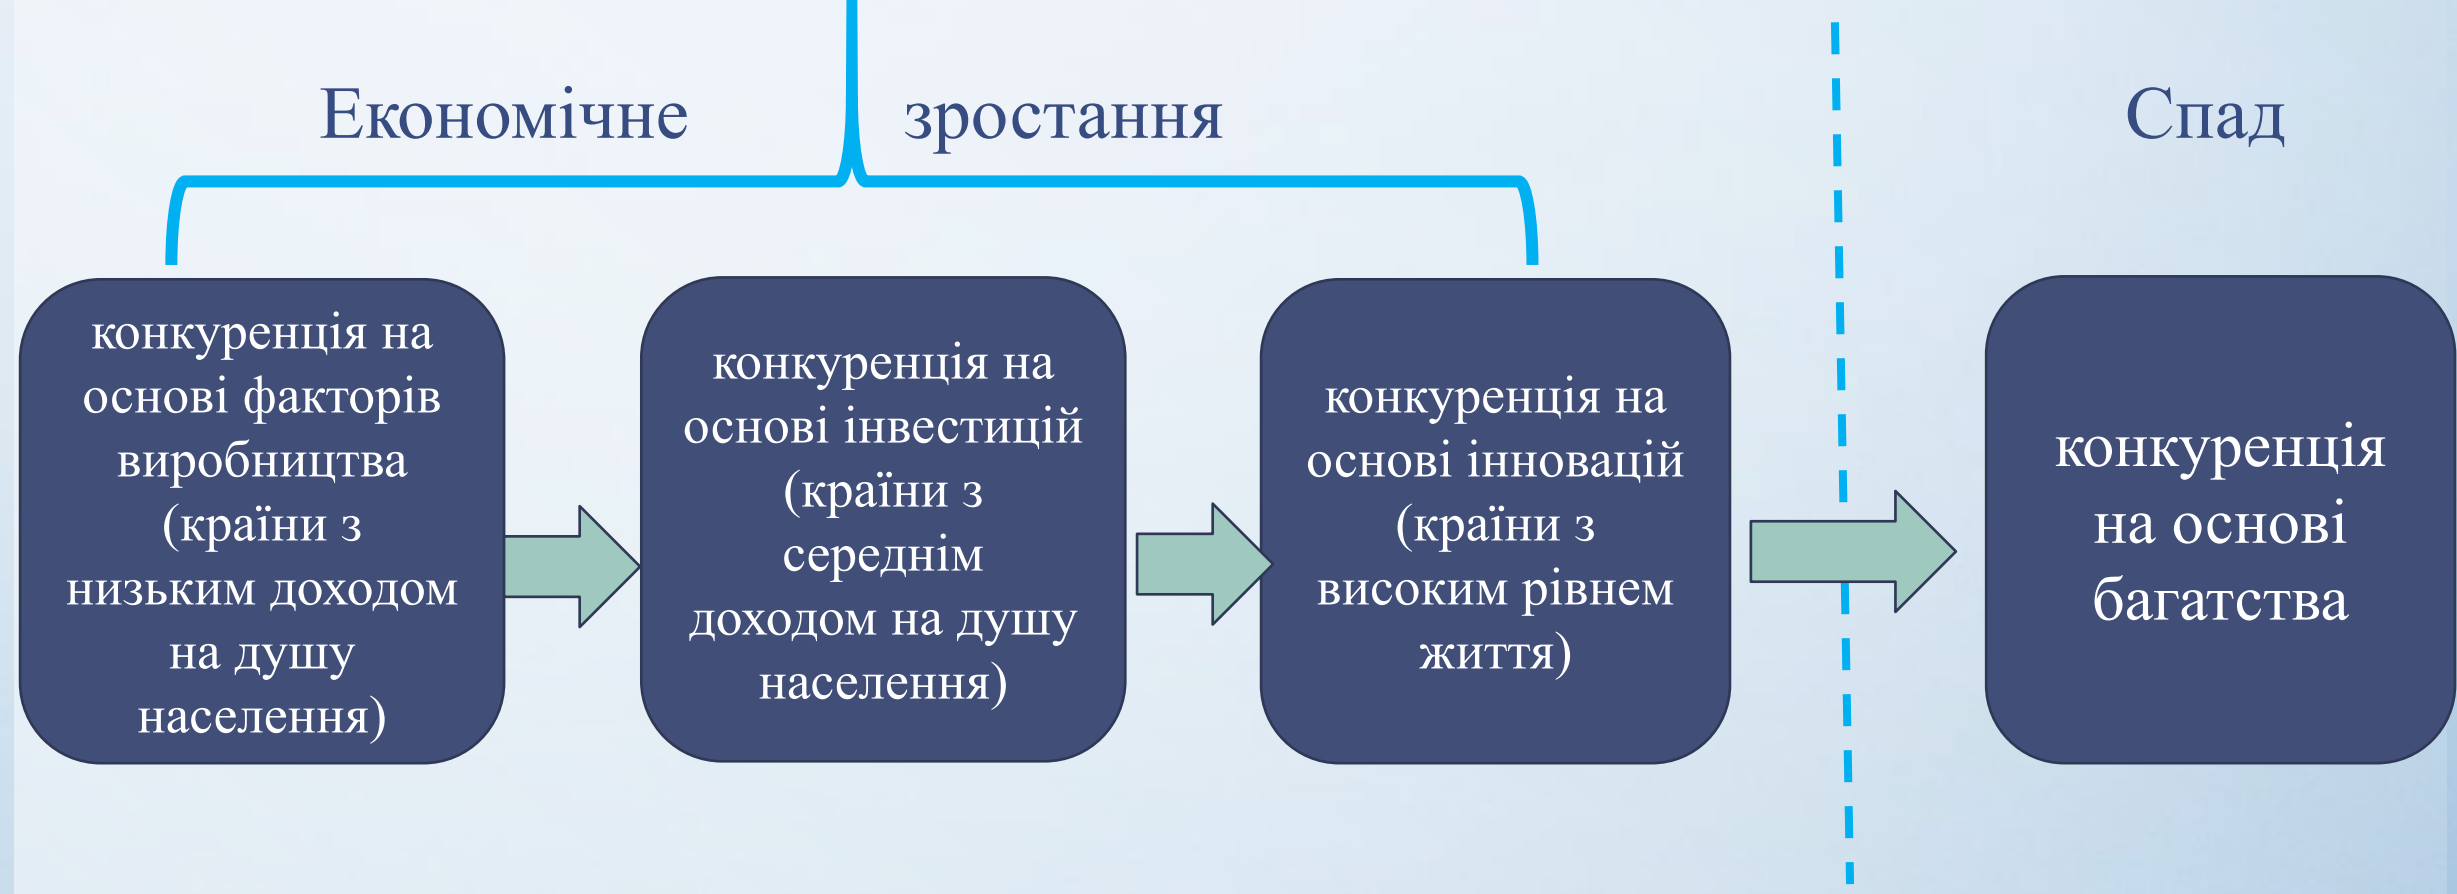 Економічне зростання
Спад
конкуренція на
основі факторів
виробництва
(країни з
низьким доходом
на душу
населення)
конкуренція на
основі інвестицій
(країни з
середнім
доходом на душу
населення)
конкуренція на
основі інновацій
(країни з
високим рівнем
життя)
конкуренція
на основі
багатства